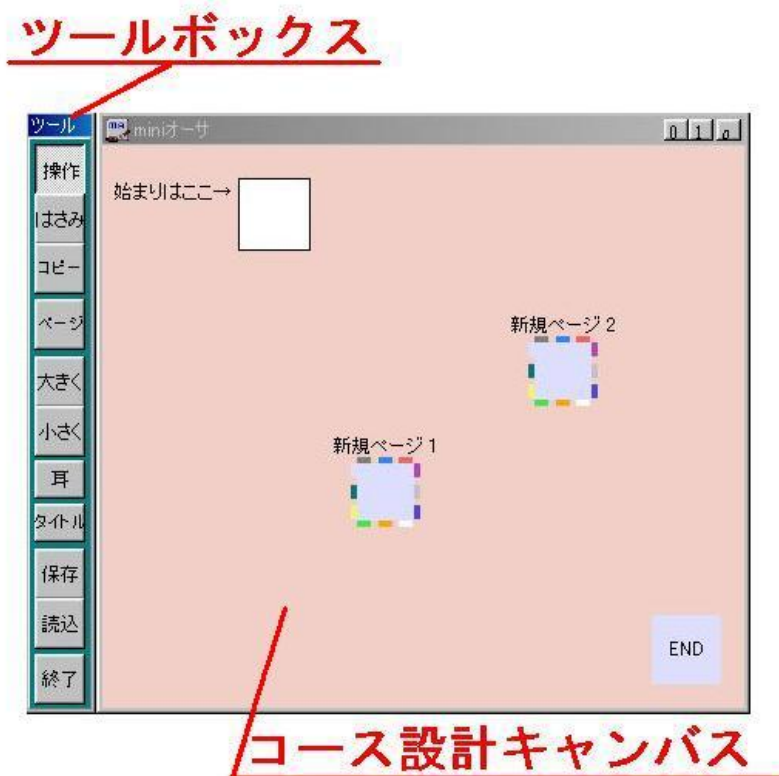 ツールボックス
ツール
miniオーサ
0 1 a
操作
はさみ
コピー
ページ
大きく
小さく
耳
タイトル
保存
読込
終了
始まりはここ→
新規ページ2
新規ページ1
END
コース設計キャンバス